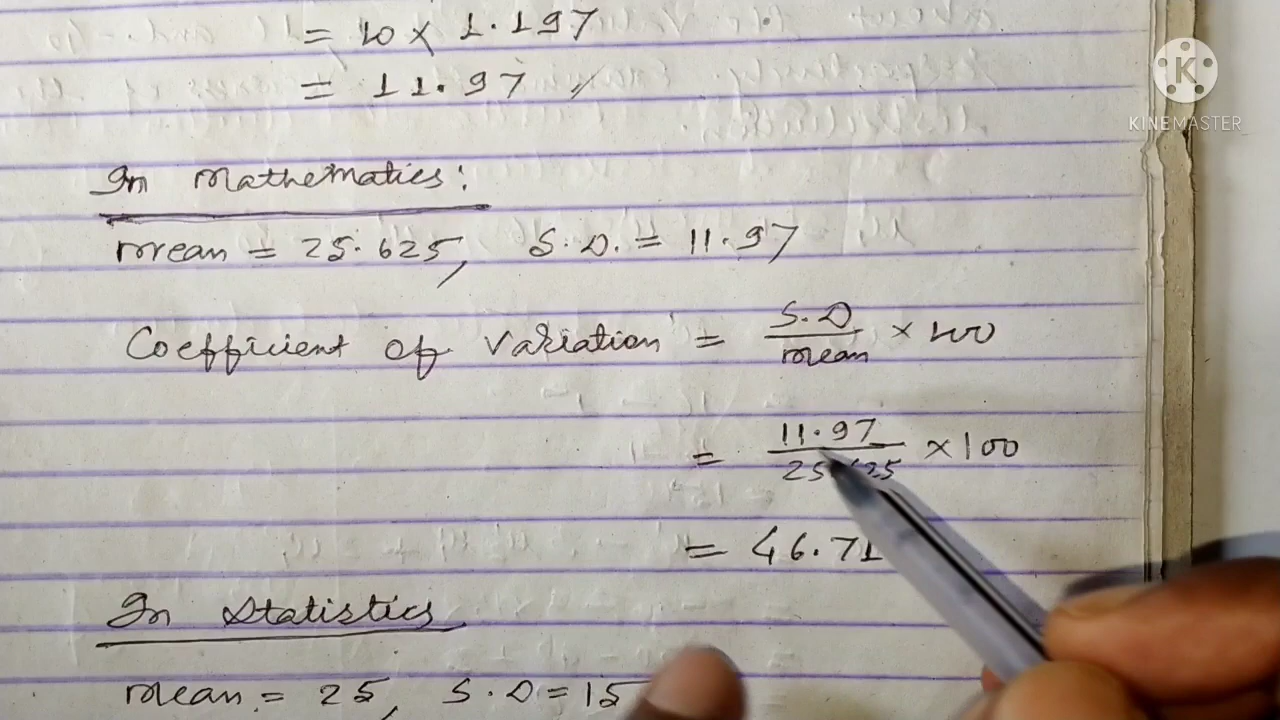 = 10 × 1.197
= 11.97 //
K
KINEMASTER
In Mathematics:
Mean = 25.625, S.D. = 11.97
Coefficient of Variation = S.D / Mean × 100
= 11.97 / 25.625 × 100
= 46.71
In Statistics
Mean = 25, S.D = 15